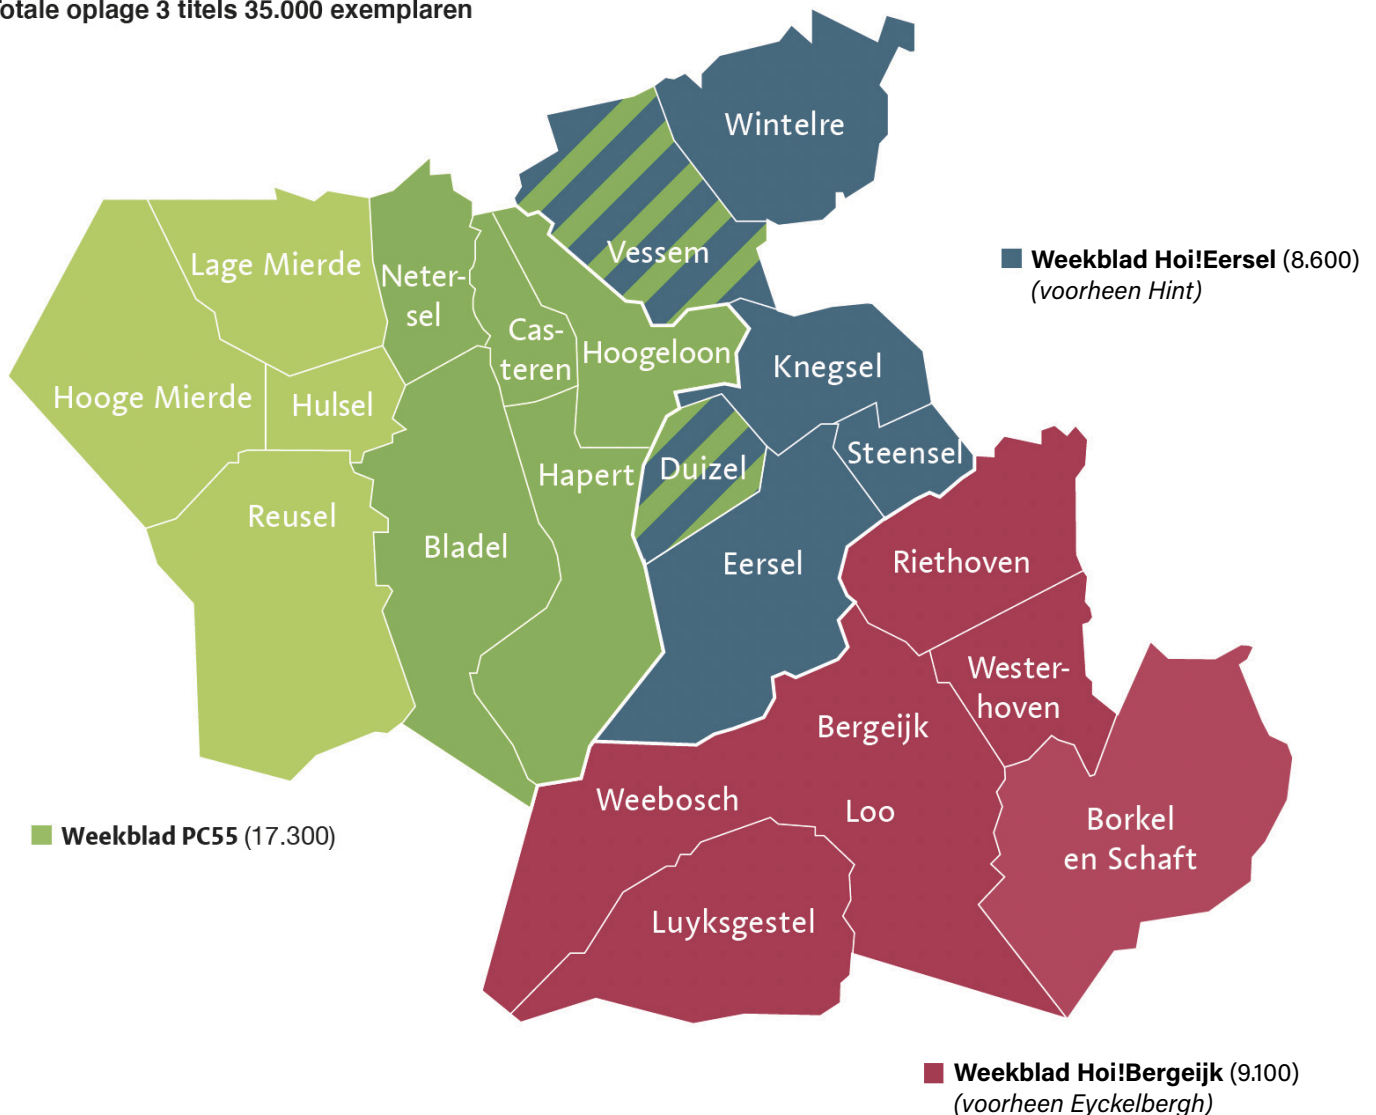 Totale oplage 3 titels 35.000 exemplaren
Wintelre
Vessem
Lage Mierde
Neter-
sel
Cas-
teren
Hoogeloon
Knegsel
Hooge Mierde
Hulsel
Steensel
Hapert
Duizel
Reusel
Bladel
Eersel
Riethoven
Wester-
hoven
Bergeijk
Weebosch
Loo
Borkel
en Schaft
Luyksgestel
Weekblad Hoi!Eersel (8.600)
(voorheen Hint)
Weekblad PC55 (17.300)
Weekblad Hoi!Bergeijk (9.100)
(voorheen Eyckelbergh)